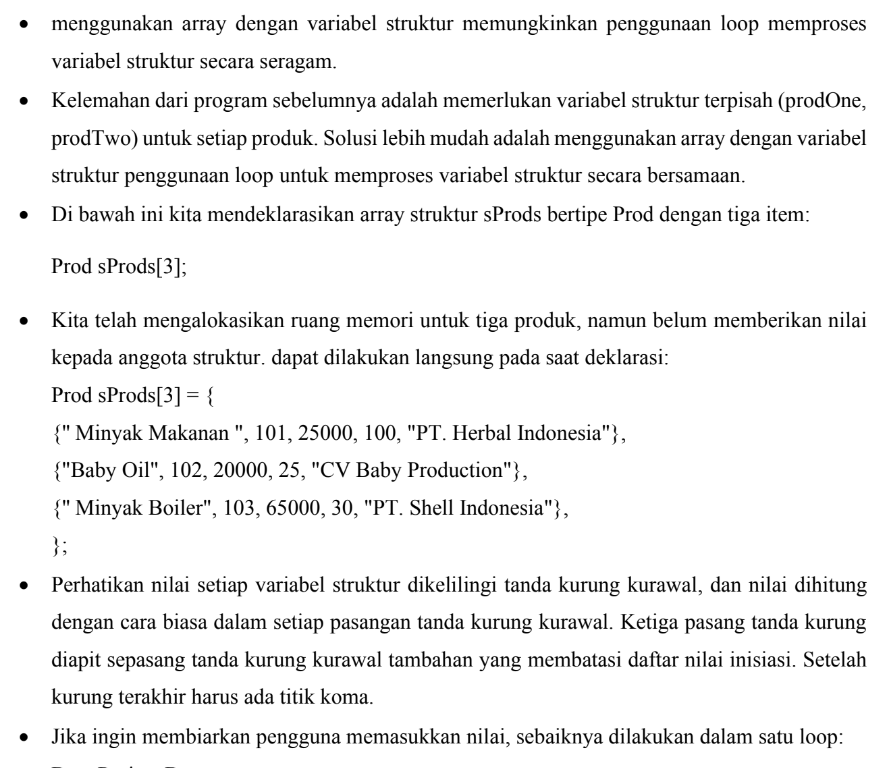 • menggunakan array dengan variabel struktur memungkinkan penggunaan loop memproses
variabel struktur secara seragam.
• Kelemahan dari program sebelumnya adalah memerlukan variabel struktur terpisah (prodOne,
prodTwo) untuk setiap produk. Solusi lebih mudah adalah menggunakan array dengan variabel
struktur penggunaan loop untuk memproses variabel struktur secara bersamaan.
• Di bawah ini kita mendeklarasikan array struktur sProds bertipe Prod dengan tiga item:
Prod sProds[3];
• Kita telah mengalokasikan ruang memori untuk tiga produk, namun belum memberikan nilai
kepada anggota struktur. dapat dilakukan langsung pada saat deklarasi:
Prod sProds[3] = {
{" Minyak Makanan ", 101, 25000, 100, "PT. Herbal Indonesia"},
{"Baby Oil", 102, 20000, 25, "CV Baby Production"},
{" Minyak Boiler", 103, 65000, 30, "PT. Shell Indonesia"},
};
• Perhatikan nilai setiap variabel struktur dikelilingi tanda kurung kurawal, dan nilai dihitung
dengan cara biasa dalam setiap pasangan tanda kurung kurawal. Ketiga pasang tanda kurung
diapit sepasang tanda kurung kurawal tambahan yang membatasi daftar nilai inisiasi. Setelah
kurung terakhir harus ada titik koma.
• Jika ingin membiarkan pengguna memasukkan nilai, sebaiknya dilakukan dalam satu loop: